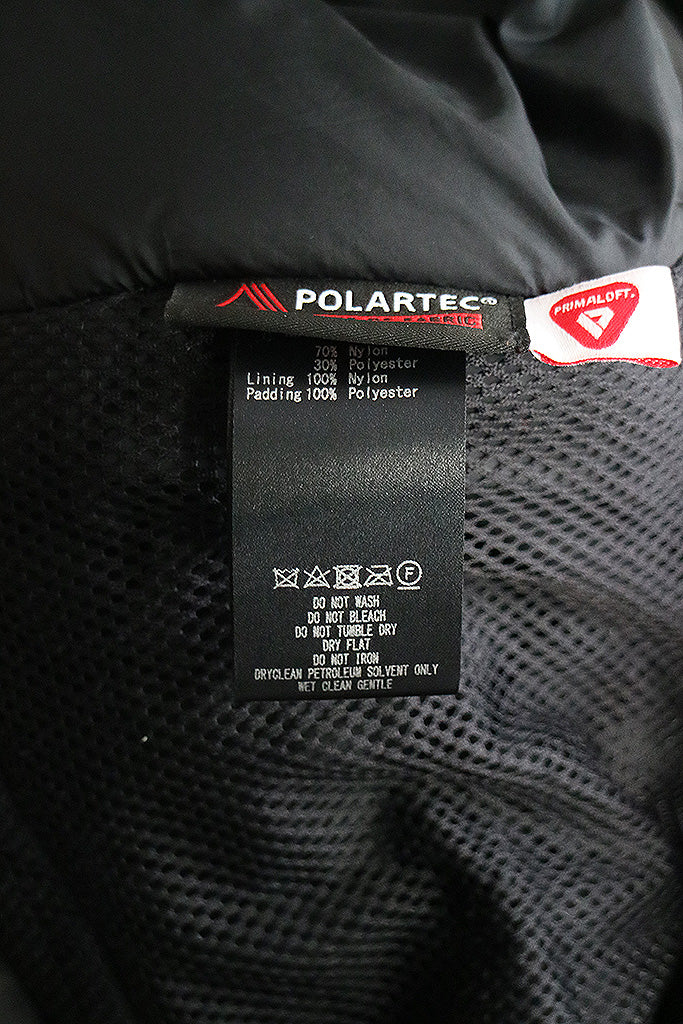 POLARTEC®
FABRIC
PRIMALOFT.
70% Nylon
30% Polyester
Lining 100% Nylon
Padding 100% Polyester
F
DO NOT WASH
DO NOT BLEACH
DO NOT TUMBLE DRY
DRY FLAT
DO NOT IRON
DRYCLEAN PETROLEUM SOLVENT ONLY
WET CLEAN GENTLE